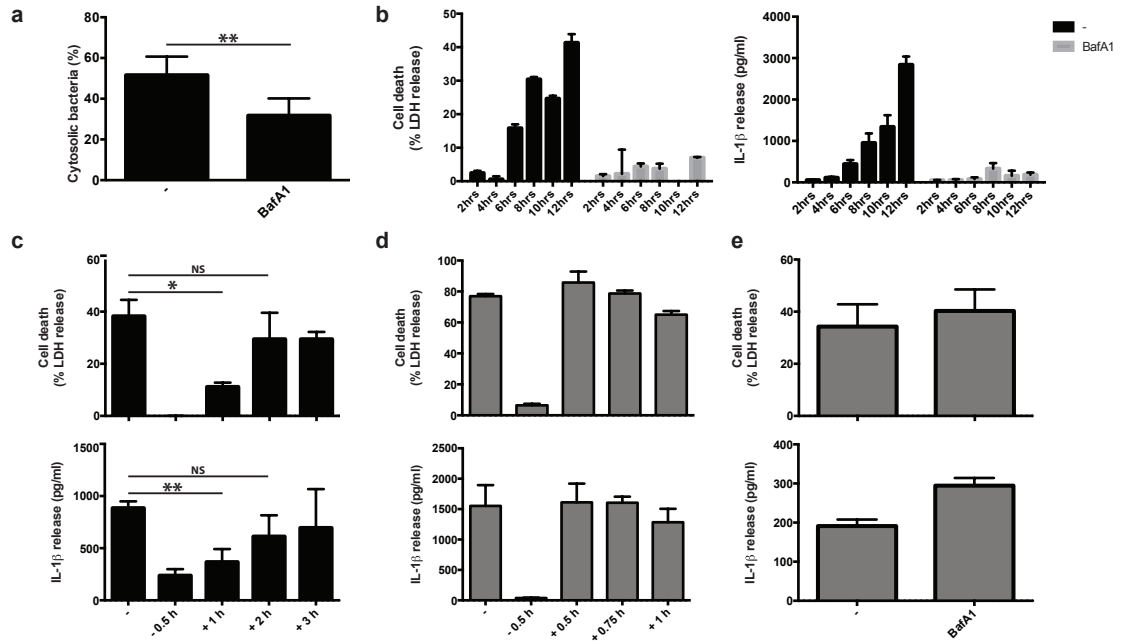 a
Cytosolic bacteria (%)
80
60
40
20
0
**
-
BafA1
b
Cell death
(% LDH release)
50
40
30
20
10
0
2hrs
4hrs
6hrs
8hrs
10hrs
12hrs
2hrs
4hrs
6hrs
8hrs
10hrs
12hrs
IL-1β release (pg/ml)
4000
3000
2000
1000
0
2hrs
4hrs
6hrs
8hrs
10hrs
12hrs
2hrs
4hrs
6hrs
8hrs
10hrs
12hrs
-
BafA1
c
Cell death
(% LDH release)
60
40
20
0
NS
*
IL-1β release (pg/ml)
1500
1000
500
0
NS
**
-
- 0.5 h
+ 1 h
+ 2 h
+ 3 h
d
Cell death
(% LDH release)
100
80
60
40
20
0
IL-1β release (pg/ml)
2500
2000
1500
1000
500
0
-
- 0.5 h
+ 0.5 h
+ 0.75 h
+ 1 h
e
Cell death
(% LDH release)
60
40
20
0
IL-1β release (pg/ml)
400
300
200
100
0
-
BafA1